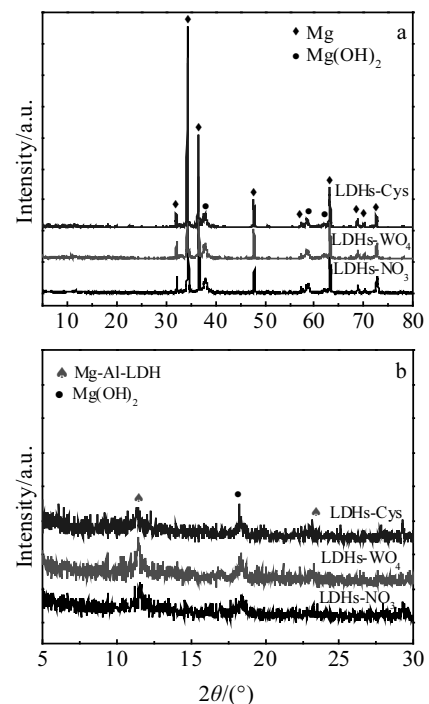 a
◆ Mg
● Mg(OH)₂
Intensity/a.u.
LDHs-Cys
LDHs-WO₄
LDHs-NO₃
10 20 30 40 50 60 70 80
b
♠ Mg-Al-LDH
● Mg(OH)₂
Intensity/a.u.
LDHs-Cys
LDHs-WO₄
LDHs-NO₃
5 10 15 20 25 30
2θ/(°)